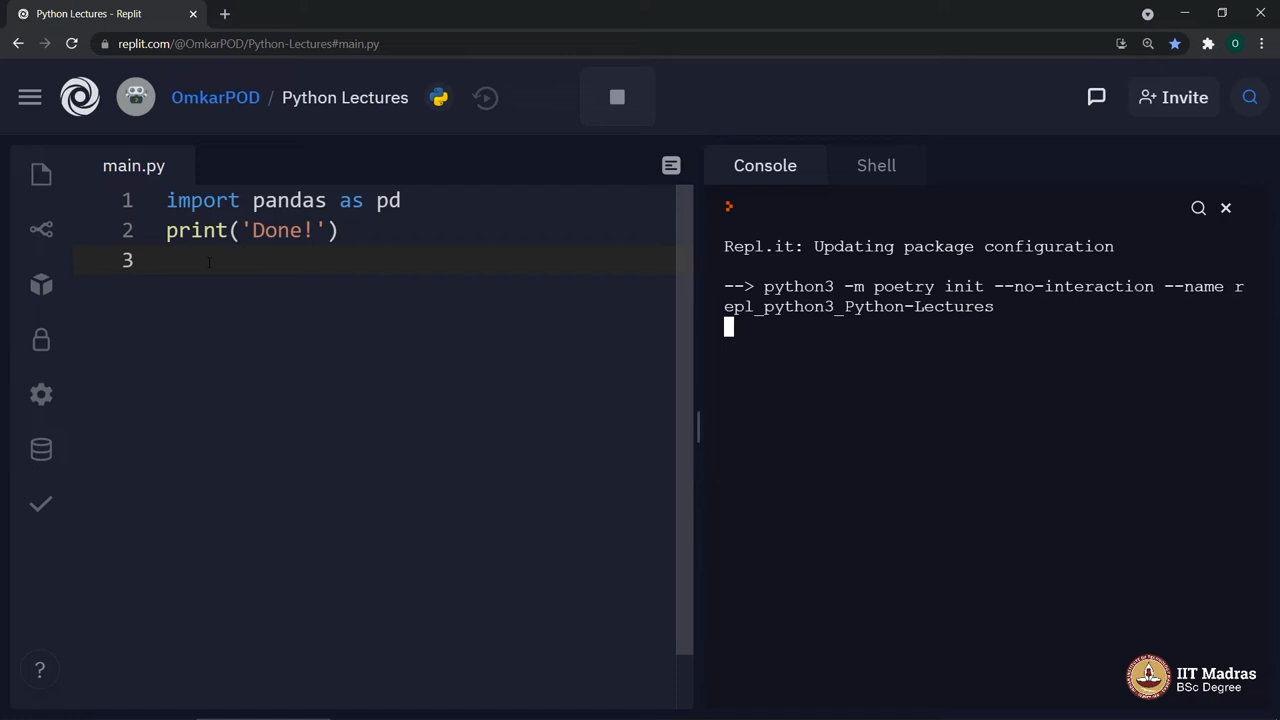 Python Lectures - Replit
replit.com/@OmkarPOD/Python-Lectures#main.py
O
OmkarPOD / Python Lectures
Invite
main.py
Console
Shell
1 import pandas as pd
2 print('Done!')
3
Repl.it: Updating package configuration
--> python3 -m poetry init --no-interaction --name r
epl_python3_Python-Lectures
?
IIT Madras
BSc Degree